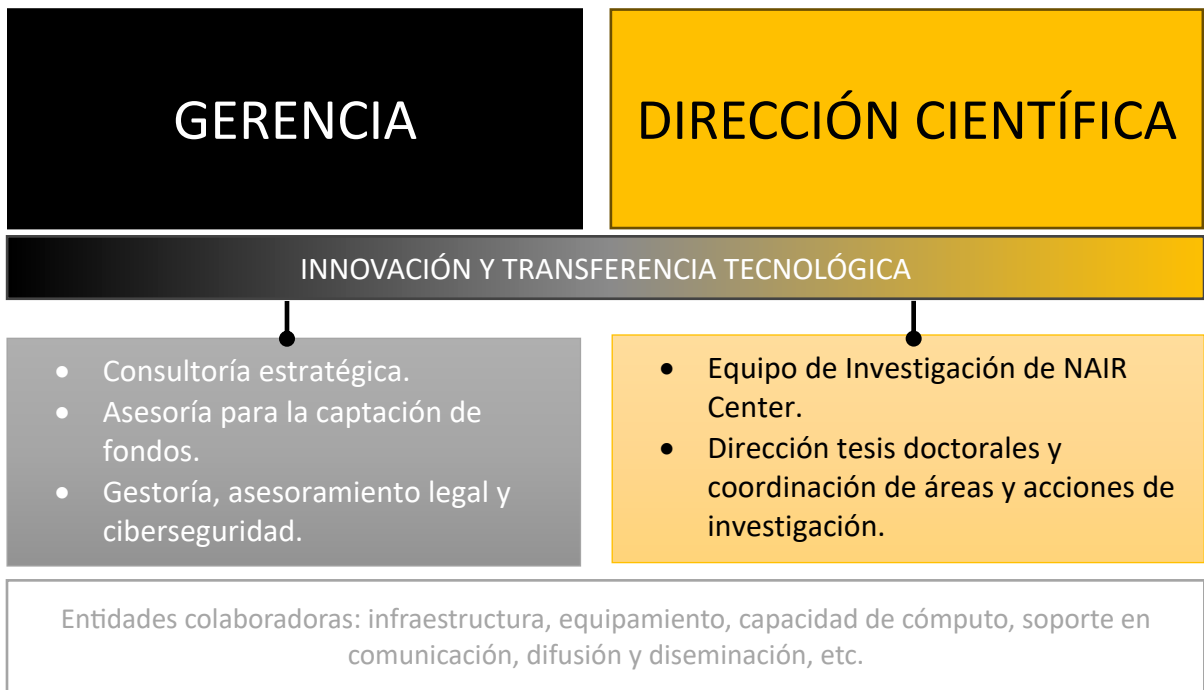 GERENCIA
DIRECCIÓN CIENTÍFICA
INNOVACIÓN Y TRANSFERENCIA TECNOLÓGICA
• Consultoría estratégica.
• Asesoría para la captación de
fondos.
• Gestoría, asesoramiento legal y
ciberseguridad.
• Equipo de Investigación de NAIR
Center.
• Dirección tesis doctorales y
coordinación de áreas y acciones de
investigación.
Entidades colaboradoras: infraestructura, equipamiento, capacidad de cómputo, soporte en
comunicación, difusión y diseminación, etc.